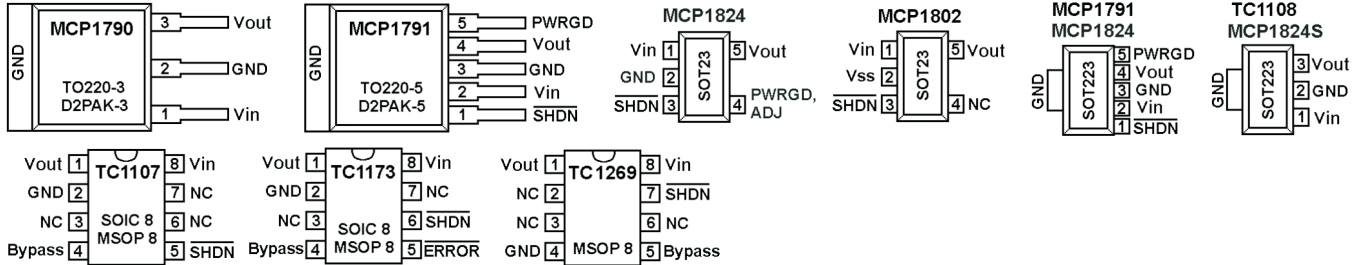 MCP1790
GND
TO220-3
D2PAK-3
3 Vout
2 GND
1 Vin
MCP1791
GND
TO220-5
D2PAK-5
5 PWRGD
4 Vout
3 GND
2 Vin
1 SHDN
MCP1824
Vin 1
GND 2
SHDN 3
SOT23
5 Vout
4 PWRGD,
ADJ
MCP1802
Vin 1
Vss 2
SHDN 3
SOT23
5 Vout
4 NC
MCP1791
MCP1824
GND
SOT223
5 PWRGD
4 Vout
3 GND
2 Vin
1 SHDN
TC1108
MCP1824S
GND
SOT223
3 Vout
2 GND
1 Vin
TC1107
Vout 1
GND 2
NC 3
Bypass 4
SOIC 8
MSOP 8
8 Vin
7 NC
6 NC
5 SHDN
TC1173
Vout 1
GND 2
NC 3
Bypass 4
SOIC 8
MSOP 8
8 Vin
7 NC
6 SHDN
5 ERROR
TC1269
Vout 1
NC 2
NC 3
GND 4
MSOP 8
8 Vin
7 SHDN
6 NC
5 Bypass